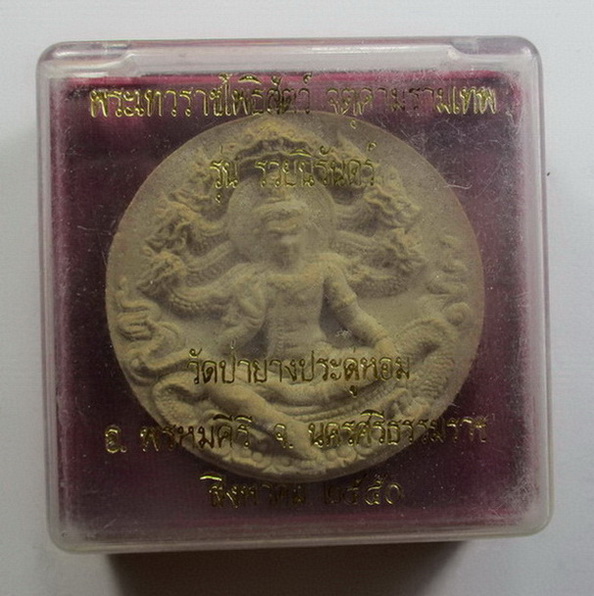 พระเทวราชโพธิสัตว์ จตุคามรามเทพ
รุ่น รวยนิรันดร์
วัดป่ายางประดู่หอม
อ. พรหมคีรี จ. นครศรีธรรมราช
สิงหาคม ๒๕๕๐